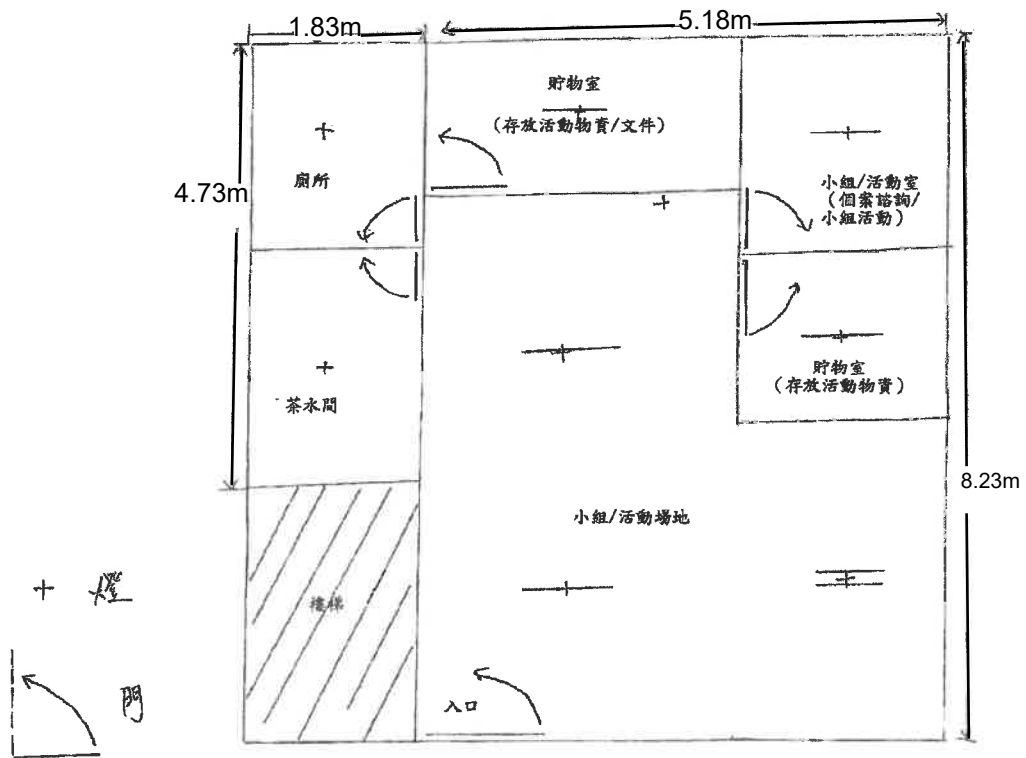 1.83m
5.18m
貯物室
(存放活動物資/文件)
廁所
4.73m
小組/活動室
(個案諮詢/
小組活動)
貯物室
(存放活動物資)
茶水間
8.23m
小組/活動場地
樓梯
燈
門
入口